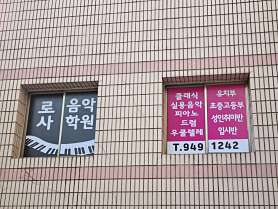 로 음악
사 학원
클래식
실용음악
피아노
드럼
우쿨렐레
유치부
초중고등부
성인취미반
입시반
T.949 1242